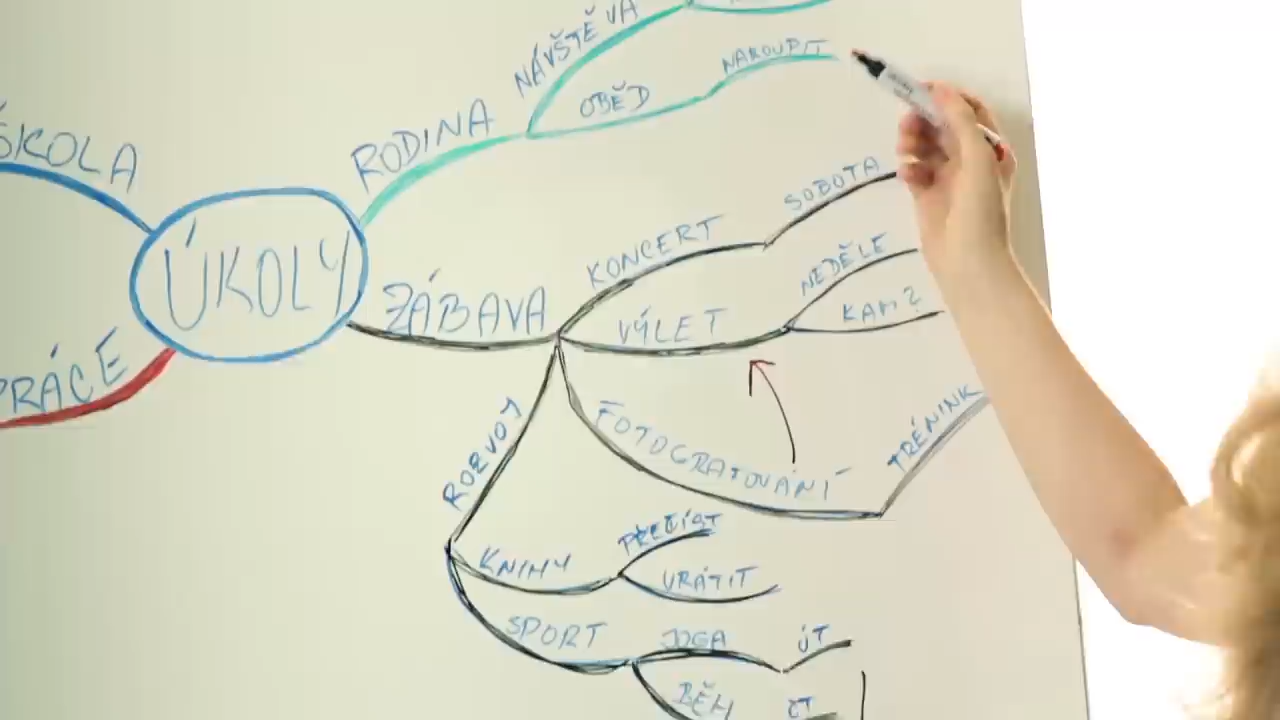 ŠKOLA
ÚKOLY
PRÁCE
RODINA
NÁVŠTĚVA
OBĚD
NAKOUPIT
ZÁBAVA
KONCERT
SOBOTA
VÝLET
NEDĚLE
KAM?
FOTOGRAFOVÁNÍ
TRÉNINK
ROZVOJ
KNIHY
PŘEČÍST
VRÁTIT
SPORT
JOGA
ÚT
BĚH
ČT